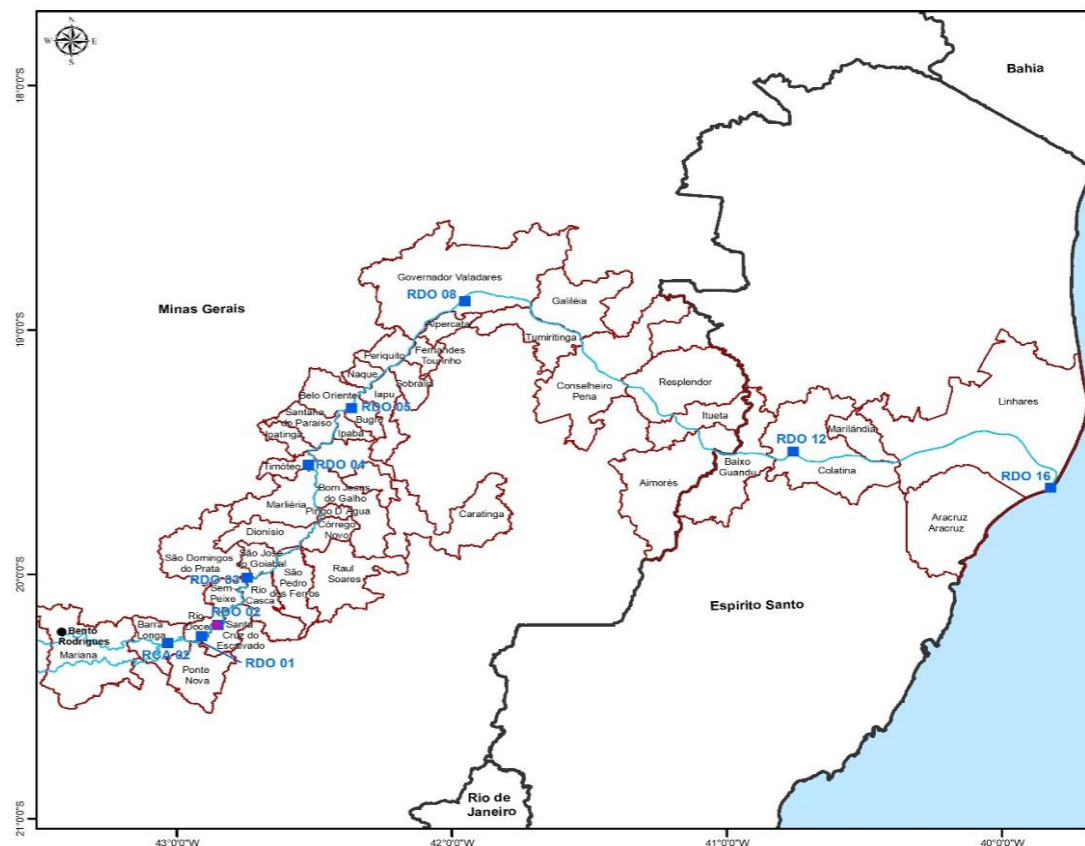 N
W
E
S
18°0'0"S
19°0'0"S
20°0'0"S
21°0'0"S
43°0'0"W
42°0'0"W
41°0'0"W
40°0'0"W
Bahia
Minas Gerais
Espírito Santo
Rio de
Janeiro
Governador Valadares
RDO 08
Galiléia
Alpercata
Tumiritinga
Periquito
Fernandes
Tourinho
Naque
Sobrália
Belo Oriente
Iapu
RDO 05
Santana
do Paraíso
Bugre
Ipatinga
Ipaba
Conselheiro
Pena
Resplendor
Itueta
Linhares
Marilândia
RDO 12
Baixo
Guandu
Colatina
RDO 16
Aimorés
Aracruz
Aracruz
Timóteo
RDO 04
Bom Jesus
do Galho
Marliéria
Pingo D'Água
Caratinga
Córrego
Novo
Dionísio
São Domingos
do Prata
São José
do Goiabal
RDO 03
São
Pedro
dos Ferros
Raul
Soares
Rio
Casca
Sem
Peixe
RDO 02
Rio
Doce
Santa
Cruz do
Escalvado
Barra
Longa
Bento
Rodrigues
Mariana
RCA 02
RDO 01
Ponte
Nova